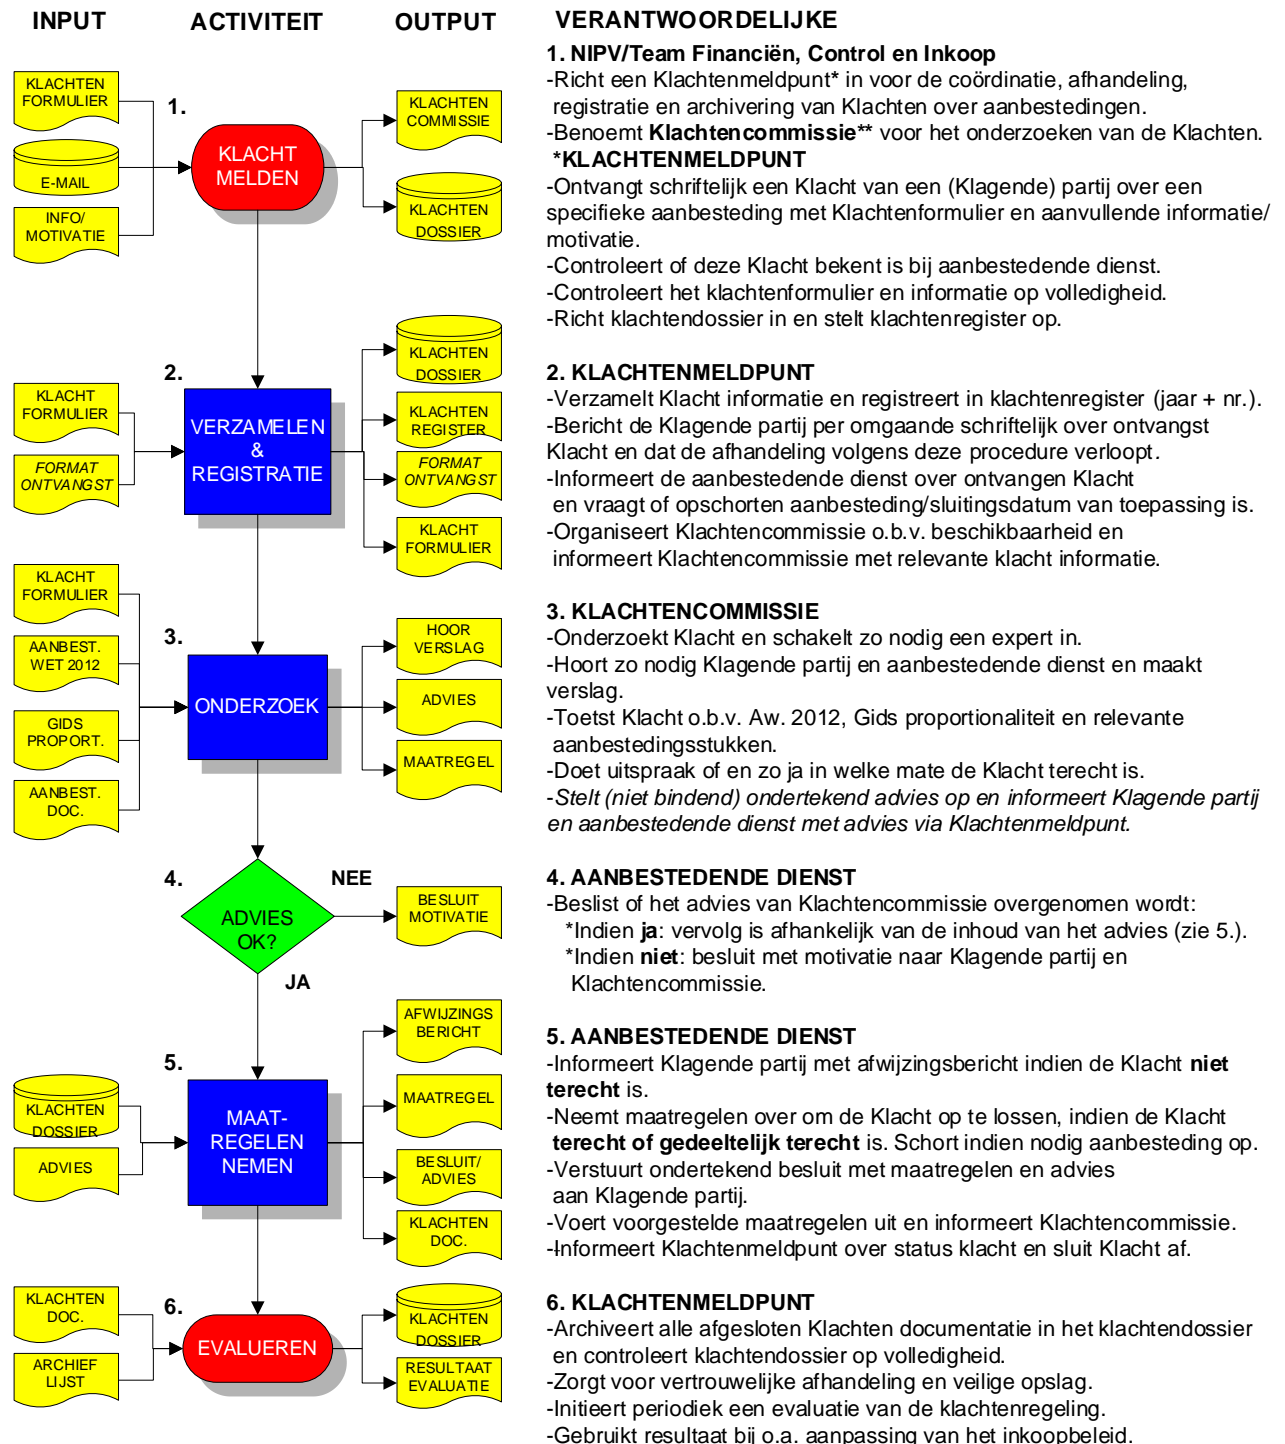 INPUT
ACTIVITEIT
OUTPUT
VERANTWOORDELIJKE
KLACHTEN
FORMULIER
E-MAIL
INFO/
MOTIVATIE
1.
KLACHT
MELDEN
KLACHTEN
COMMISSIE
KLACHTEN
DOSSIER
1. NIPV/Team Financiën, Control en Inkoop
-Richt een Klachtenmeldpunt* in voor de coördinatie, afhandeling,
registratie en archivering van Klachten over aanbestedingen.
-Benoemt Klachtencommissie** voor het onderzoeken van de Klachten.
*KLACHTENMELDPUNT
-Ontvangt schriftelijk een Klacht van een (Klagende) partij over een
specifieke aanbesteding met Klachtenformulier en aanvullende informatie/
motivatie.
-Controleert of deze Klacht bekent is bij aanbestedende dienst.
-Controleert het klachtenformulier en informatie op volledigheid.
-Richt klachtendossier in en stelt klachtenregister op.
KLACHT
FORMULIER
FORMAT
ONTVANGST
2.
VERZAMELEN
&
REGISTRATIE
KLACHTEN
DOSSIER
KLACHTEN
REGISTER
FORMAT
ONTVANGST
KLACHT
FORMULIER
2. KLACHTENMELDPUNT
-Verzamelt Klacht informatie en registreert in klachtenregister (jaar + nr.).
-Bericht de Klagende partij per omgaande schriftelijk over ontvangst
Klacht en dat de afhandeling volgens deze procedure verloopt.
-Informeert de aanbestedende dienst over ontvangen Klacht
en vraagt of opschorten aanbesteding/sluitingsdatum van toepassing is.
-Organiseert Klachtencommissie o.b.v. beschikbaarheid en
informeert Klachtencommissie met relevante klacht informatie.
KLACHT
FORMULIER
AANBEST.
WET 2012
GIDS
PROPORT.
AANBEST.
DOC.
3.
ONDERZOEK
HOOR
VERSLAG
ADVIES
MAATREGEL
3. KLACHTENCOMMISSIE
-Onderzoekt Klacht en schakelt zo nodig een expert in.
-Hoort zo nodig Klagende partij en aanbestedende dienst en maakt
verslag.
-Toetst Klacht o.b.v. Aw. 2012, Gids proportionaliteit en relevante
aanbestedingsstukken.
-Doet uitspraak of en zo ja in welke mate de Klacht terecht is.
-Stelt (niet bindend) ondertekend advies op en informeert Klagende partij
en aanbestedende dienst met advies via Klachtenmeldpunt.
4.
ADVIES
OK?
NEE
JA
BESLUIT
MOTIVATIE
4. AANBESTEDENDE DIENST
-Beslist of het advies van Klachtencommissie overgenomen wordt:
*Indien ja: vervolg is afhankelijk van de inhoud van het advies (zie 5.).
*Indien niet: besluit met motivatie naar Klagende partij en
Klachtencommissie.
KLACHTEN
DOSSIER
ADVIES
5.
MAAT-
REGELEN
NEMEN
AFWIJZINGS
BERICHT
MAATREGEL
BESLUIT/
ADVIES
KLACHTEN
DOC.
5. AANBESTEDENDE DIENST
-Informeert Klagende partij met afwijzingsbericht indien de Klacht niet
terecht is.
-Neemt maatregelen over om de Klacht op te lossen, indien de Klacht
terecht of gedeeltelijk terecht is. Schort indien nodig aanbesteding op.
-Verstuurt ondertekend besluit met maatregelen en advies
aan Klagende partij.
-Voert voorgestelde maatregelen uit en informeert Klachtencommissie.
-Informeert Klachtenmeldpunt over status klacht en sluit Klacht af.
KLACHTEN
DOC.
ARCHIEF
LIJST
6.
EVALUEREN
KLACHTEN
DOSSIER
RESULTAAT
EVALUATIE
6. KLACHTENMELDPUNT
-Archiveert alle afgesloten Klachten documentatie in het klachtendossier
en controleert klachtendossier op volledigheid.
-Zorgt voor vertrouwelijke afhandeling en veilige opslag.
-Initieert periodiek een evaluatie van de klachtenregeling.
-Gebruikt resultaat bij o.a. aanpassing van het inkoopbeleid.